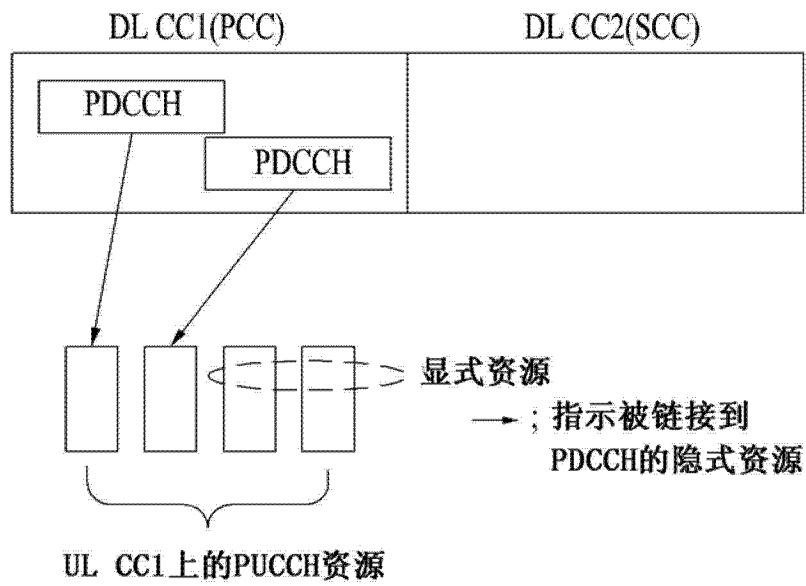 DL CC1(PCC)
DL CC2(SCC)
PDCCH
PDCCH
显式资源
; 指示被链接到
PDCCH的隐式资源
UL CC1上的PUCCH资源